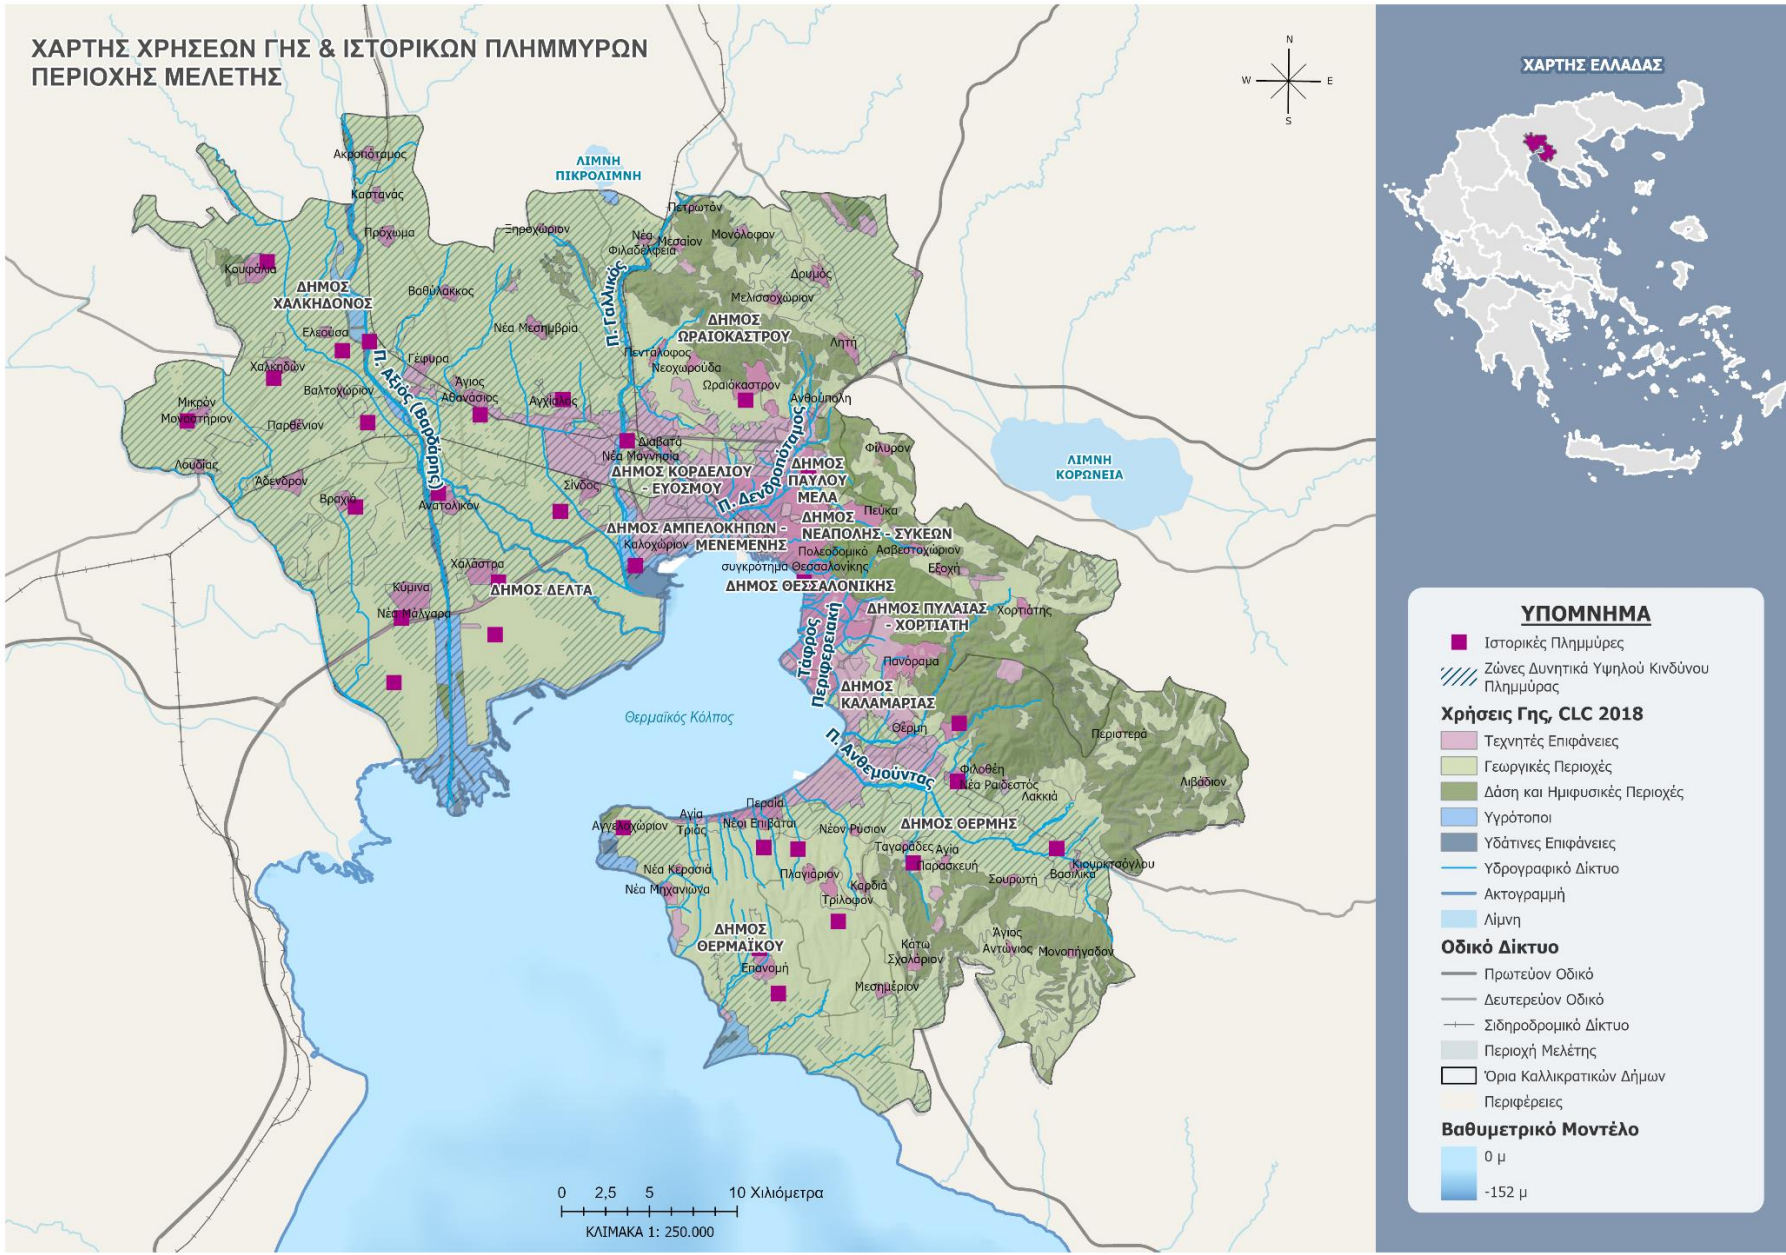 ΧΑΡΤΗΣ ΧΡΗΣΕΩΝ ΓΗΣ & ΙΣΤΟΡΙΚΩΝ ΠΛΗΜΜΥΡΩΝ
ΠΕΡΙΟΧΗΣ ΜΕΛΕΤΗΣ
N
W
E
S
ΛΙΜΝΗ
ΠΙΚΡΟΛΙΜΝΗ
Ακροπόταμος
Καστανάς
Πρόχωμα
Ξηροχώριον
Πετρωτόν
Νέα
Φιλαδέλφεια
Μεσαίον
Μονόλοφον
Κουφάλια
ΔΗΜΟΣ
ΧΑΛΚΗΔΟΝΟΣ
Βαθύλακκος
Π. Γαλλικός
Δρυμός
Μελισσοχώριον
Ελεούσα
Νέα Μεσημβρία
ΔΗΜΟΣ
ΩΡΑΙΟΚΑΣΤΡΟΥ
Λητή
Χαλκηδών
Γέφυρα
Πεντάλοφος
Νεοχωρούδα
Ωραιόκαστρον
Βαλτοχώριον
Άγιος
Αθανάσιος
Αγχίαλος
Ανθούπολη
Μικρόν
Μοναστήριον
Παρθένιον
Π. Αξιός (Βαρδάρης)
Διαβατά
Νέα Μαγνησία
Φίλυρον
Λουδίας
Άδενδρον
Βραχιά
Ανατολικόν
Σίνδος
ΔΗΜΟΣ ΚΟΡΔΕΛΙΟΥ
- ΕΥΟΣΜΟΥ
Π. Δενδροπόταμος
ΔΗΜΟΣ
ΠΑΥΛΟΥ
ΜΕΛΑ
ΛΙΜΝΗ
ΚΟΡΩΝΕΙΑ
Πεύκα
ΔΗΜΟΣ
ΝΕΑΠΟΛΗΣ - ΣΥΚΕΩΝ
ΔΗΜΟΣ ΑΜΠΕΛΟΚΗΠΩΝ -
ΜΕΝΕΜΕΝΗΣ
Καλοχώριον
Πολεοδομικό
συγκρότημα Θεσσαλονίκης
Ασβεστοχώριον
Εξοχή
Χαλάστρα
Κύμινα
ΔΗΜΟΣ ΔΕΛΤΑ
ΔΗΜΟΣ ΘΕΣΣΑΛΟΝΙΚΗΣ
Νέα Μάλγαρα
ΔΗΜΟΣ ΠΥΛΑΙΑΣ
- ΧΟΡΤΙΑΤΗ
Χορτιάτης
Τάφρος
Περιφερειακή
Πανόραμα
ΔΗΜΟΣ
ΚΑΛΑΜΑΡΙΑΣ
Θερμαϊκός Κόλπος
Θέρμη
Περιστερά
Π. Ανθεμούντας
Φιλοθέη
Νέα Ραιδεστός
Λακκιά
Λιβάδιον
Αγγελοχώριον
Αγία
Τριάς
Περαία
Νέοι Επιβάται
Νέον Ρύσιον
ΔΗΜΟΣ ΘΕΡΜΗΣ
Ταγαράδες
Αγία
Παρασκευή
Κιουρκτσόγλου
Βασιλικά
Σουρωτή
Νέα Κερασιά
Νέα Μηχανιώνα
Πλαγιάριον
Τρίλοφον
Καρδιά
ΔΗΜΟΣ
ΘΕΡΜΑΪΚΟΥ
Επανομή
Κάτω
Σχολάριον
Άγιος
Αντώνιος
Μονοπήγαδον
Μεσημέριον
0 2,5 5 10 Χιλιόμετρα
ΚΛΙΜΑΚΑ 1: 250.000
ΧΑΡΤΗΣ ΕΛΛΑΔΑΣ
ΥΠΟΜΝΗΜΑ
Ιστορικές Πλημμύρες
Ζώνες Δυνητικά Υψηλού Κινδύνου
Πλημμύρας
Χρήσεις Γης, CLC 2018
Τεχνητές Επιφάνειες
Γεωργικές Περιοχές
Δάση και Ημιφυσικές Περιοχές
Υγρότοποι
Υδάτινες Επιφάνειες
Υδρογραφικό Δίκτυο
Ακτογραμμή
Λίμνη
Οδικό Δίκτυο
Πρωτεύον Οδικό
Δευτερεύον Οδικό
Σιδηροδρομικό Δίκτυο
Περιοχή Μελέτης
Όρια Καλλικρατικών Δήμων
Περιφέρειες
Βαθυμετρικό Μοντέλο
0 μ
-152 μ